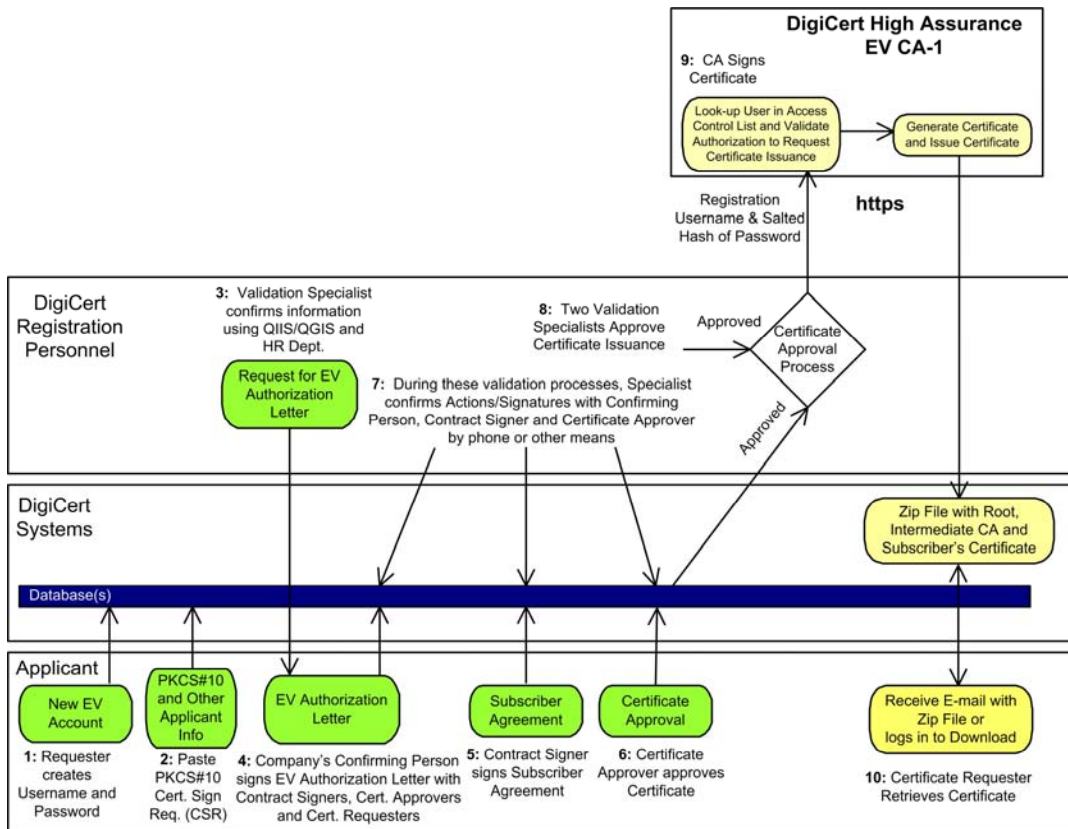 DigiCert High Assurance
EV CA-1
9: CA Signs
Certificate
Look-up User in Access
Control List and Validate
Authorization to Request
Certificate Issuance
Generate Certificate
and Issue Certificate
Registration
Username & Salted
Hash of Password
https
DigiCert
Registration
Personnel
3: Validation Specialist
confirms information
using QIIS/QGIS and
HR Dept.
Request for EV
Authorization
Letter
8: Two Validation
Specialists Approve
Certificate Issuance
Approved
Certificate
Approval
Process
7: During these validation processes, Specialist
confirms Actions/Signatures with Confirming
Person, Contract Signer and Certificate Approver
by phone or other means
Approved
DigiCert
Systems
Zip File with Root,
Intermediate CA and
Subscriber's Certificate
Database(s)
Applicant
New EV
Account
1: Requester
creates
Username and
Password
PKCS#10
and Other
Applicant
Info
2: Paste
PKCS#10
Cert. Sign
Req. (CSR)
EV Authorization
Letter
4: Company's Confirming Person
signs EV Authorization Letter with
Contract Signers, Cert. Approvers
and Cert. Requesters
Subscriber
Agreement
5: Contract Signer
signs Subscriber
Agreement
Certificate
Approval
6: Certificate
Approver approves
Certificate
Receive E-mail with
Zip File or
logs in to Download
10: Certificate Requester
Retrieves Certificate